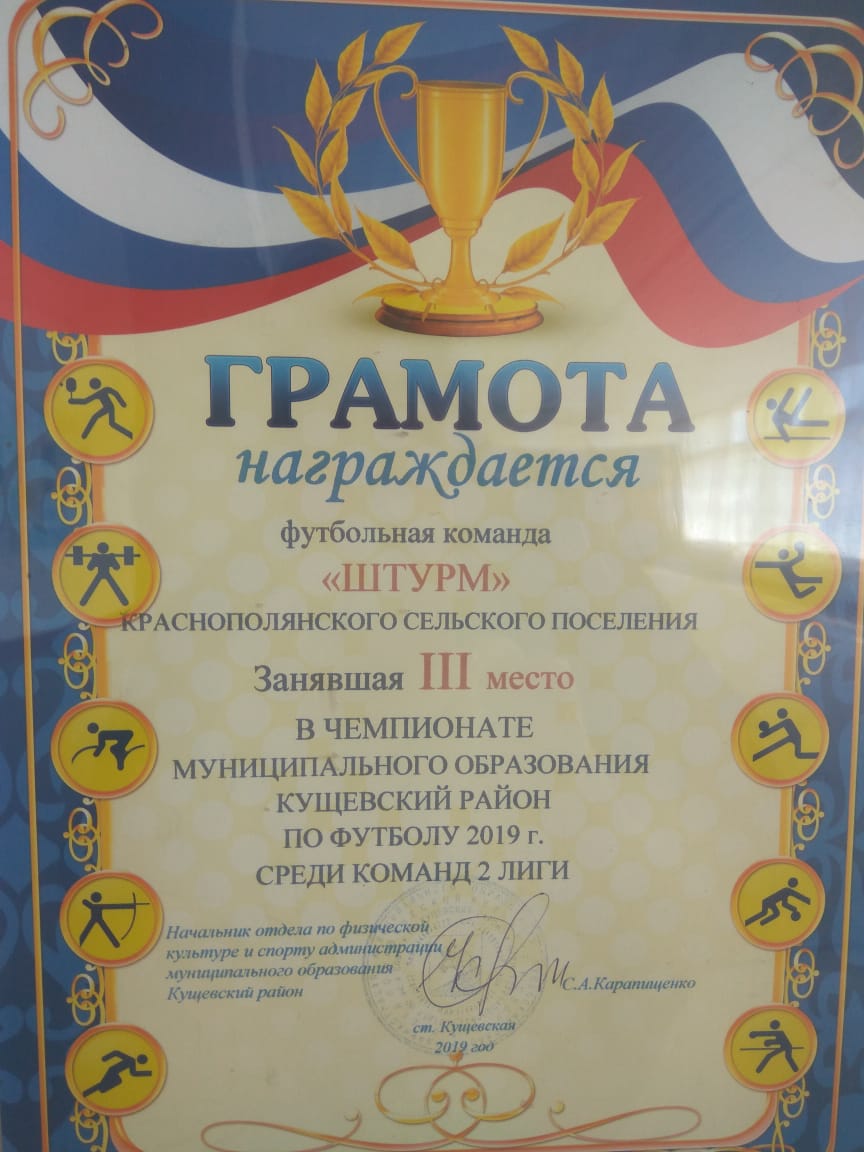 ГРАМОТА
награждается
футбольная команда
«ШТУРМ»
КРАСНОПОЛЯНСКОГО СЕЛЬСКОГО ПОСЕЛЕНИЯ
Занявшая III место
В ЧЕМПИОНАТЕ
МУНИЦИПАЛЬНОГО ОБРАЗОВАНИЯ
КУЩЕВСКИЙ РАЙОН
ПО ФУТБОЛУ 2019 г.
СРЕДИ КОМАНД 2 ЛИГИ
Начальник отдела по физической
культуре и спорту администрации
муниципального образования
Кущевский район
С.А.Карапищенко
ст. Кущевская
2019 год